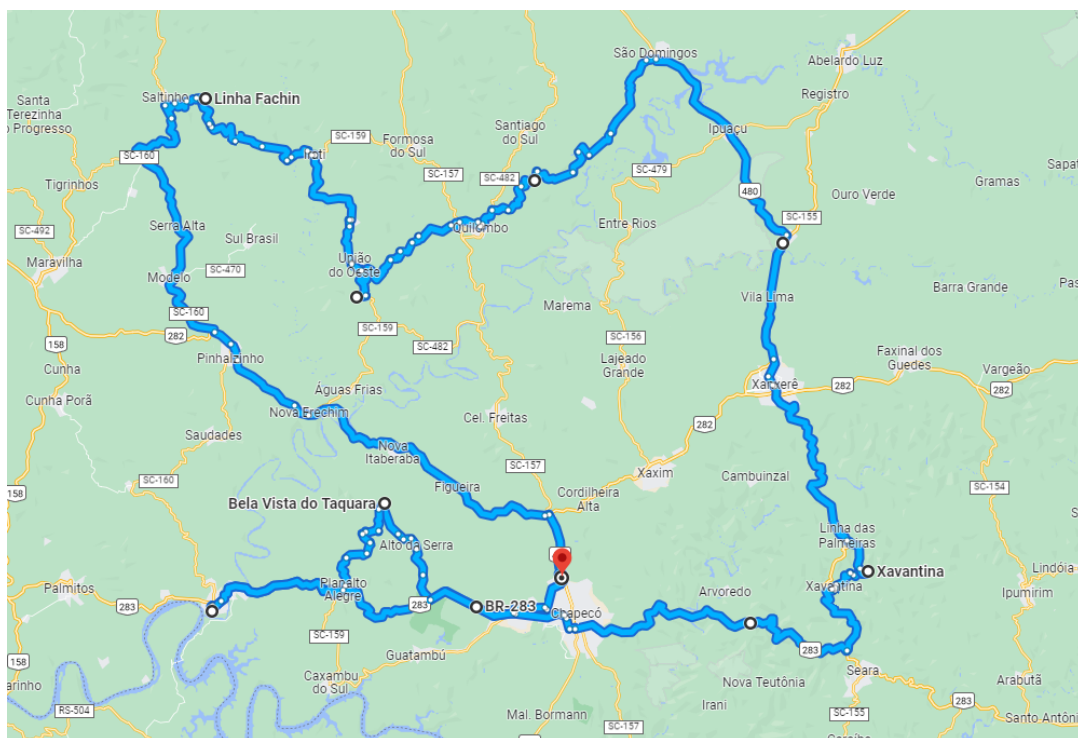 São Domingos
Abelardo Luz
Saltinho
Linha Fachin
Registro
Santa
Terezinha
o Progresso
SC-159
Formosa
do Sul
Santiago
do Sul
Ipuaçu
Irati
SC-160
SC-157
SC-482
SC-479
Sapat
Tigrinhos
Gramas
480
Ouro Verde
SC-155
Serra Alta
Entre Rios
SC-492
Sul Brasil
Quilombo
Maravilha
União
do Oeste
SC-470
Modelo
Vila Lima
Barra Grande
Pas
Marema
SC-160
SC-159
282
158
SC-156
SC-482
Pinhalzinho
Lajeado
Grande
Faxinal dos
Guedes
Cunha
Vargeão
Xanxerê
282
282
Águas Frias
Cunha Porã
Nova Erechim
Cel. Freitas
282
Saudades
Nova
Itaberaba
SC-157
Xaxim
Cambuinzal
SC-160
Figueira
SC-154
158
Cordilheira
Alta
Bela Vista do Taquara
Linha das
Palmeiras
Alto da Serra
Xavantina
Lindóia
Palmitos
Planalto
Alegre
Xavantina
Ipumirim
283
283
BR-283
Arvoredo
Chapecó
SC-159
Guatambú
283
158
Caxambu
do Sul
Seara
Nova Teutônia
Arabutã
arinho
RS-504
Irani
Mal. Bormann
SC-157
SC-155
283
Santo Antôni